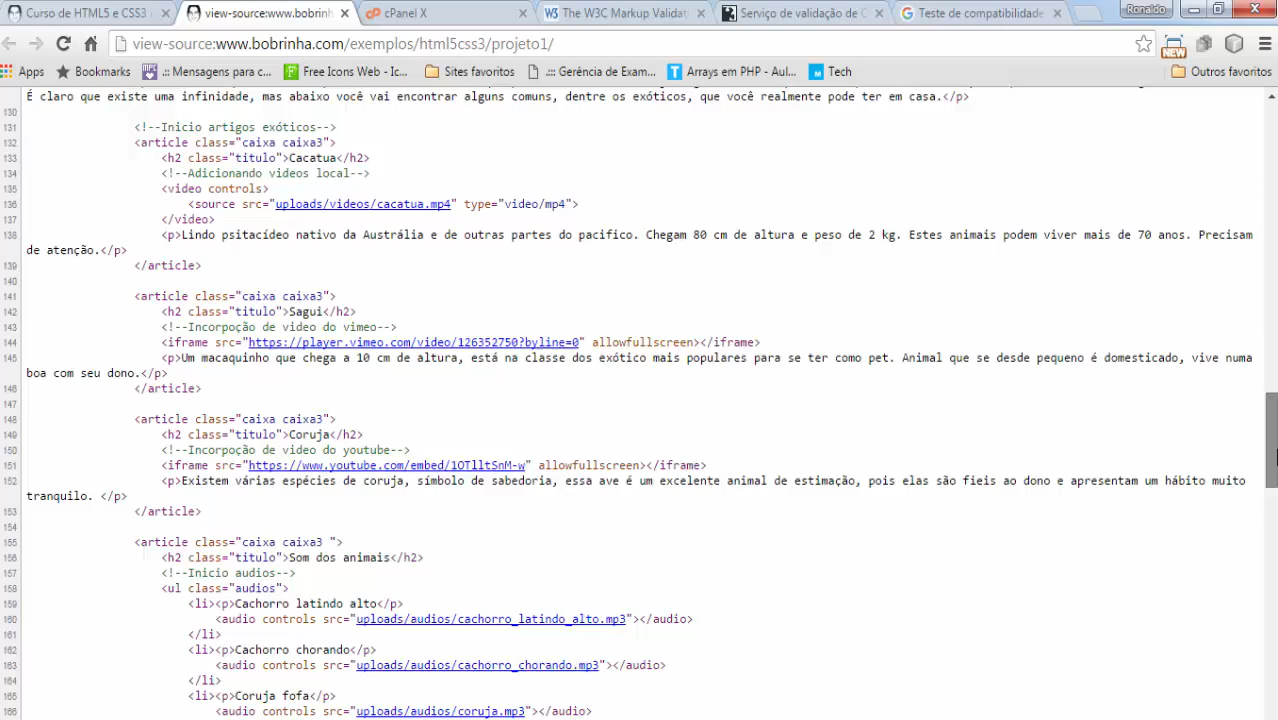 Curso de HTML5 e CSS3
view-source:www.bobrinh
cPanel X
The W3C Markup Validat
Serviço de validação de C
Teste de compatibilidade
Ronaldo
view-source:www.bobrinha.com/exemplos/html5css3/projeto1/
NEW
Apps
Bookmarks
.:: Mensagens para c...
Free Icons Web - Ic...
Sites favoritos
.::. Gerência de Exam...
Arrays em PHP - Aul...
Tech
Outros favoritos
É claro que existe uma infinidade, mas abaixo você vai encontrar alguns comuns, dentre os exóticos, que você realmente pode ter em casa.</p>
130
131 <!--Inicio artigos exóticos-->
132 <article class="caixa caixa3">
133 <h2 class="titulo">Cacatua</h2>
134 <!--Adicionando videos local-->
135 <video controls>
136 <source src="uploads/videos/cacatua.mp4" type="video/mp4">
137 </video>
138 <p>Lindo psitacídeo nativo da Austrália e de outras partes do pacifico. Chegam 80 cm de altura e peso de 2 kg. Estes animais podem viver mais de 70 anos. Precisam
de atenção.</p>
139 </article>
140
141 <article class="caixa caixa3">
142 <h2 class="titulo">Sagui</h2>
143 <!--Incorpoção de video do vimeo-->
144 <iframe src="https://player.vimeo.com/video/126352750?byline=0" allowfullscreen></iframe>
145 <p>Um macaquinho que chega a 10 cm de altura, está na classe dos exótico mais populares para se ter como pet. Animal que se desde pequeno é domesticado, vive numa
boa com seu dono.</p>
146 </article>
147
148 <article class="caixa caixa3">
149 <h2 class="titulo">Coruja</h2>
150 <!--Incorpoção de video do youtube-->
151 <iframe src="https://www.youtube.com/embed/1OTlltSnM-w" allowfullscreen></iframe>
152 <p>Existem várias espécies de coruja, símbolo de sabedoria, essa ave é um excelente animal de estimação, pois elas são fieis ao dono e apresentam um hábito muito
tranquilo. </p>
153 </article>
154
155 <article class="caixa caixa3 ">
156 <h2 class="titulo">Som dos animais</h2>
157 <!--Inicio audios-->
158 <ul class="audios">
159 <li><p>Cachorro latindo alto</p>
160 <audio controls src="uploads/audios/cachorro_latindo_alto.mp3"></audio>
161 </li>
162 <li><p>Cachorro chorando</p>
163 <audio controls src="uploads/audios/cachorro_chorando.mp3"></audio>
164 </li>
165 <li><p>Coruja fofa</p>
166 <audio controls src="uploads/audios/coruja.mp3"></audio>